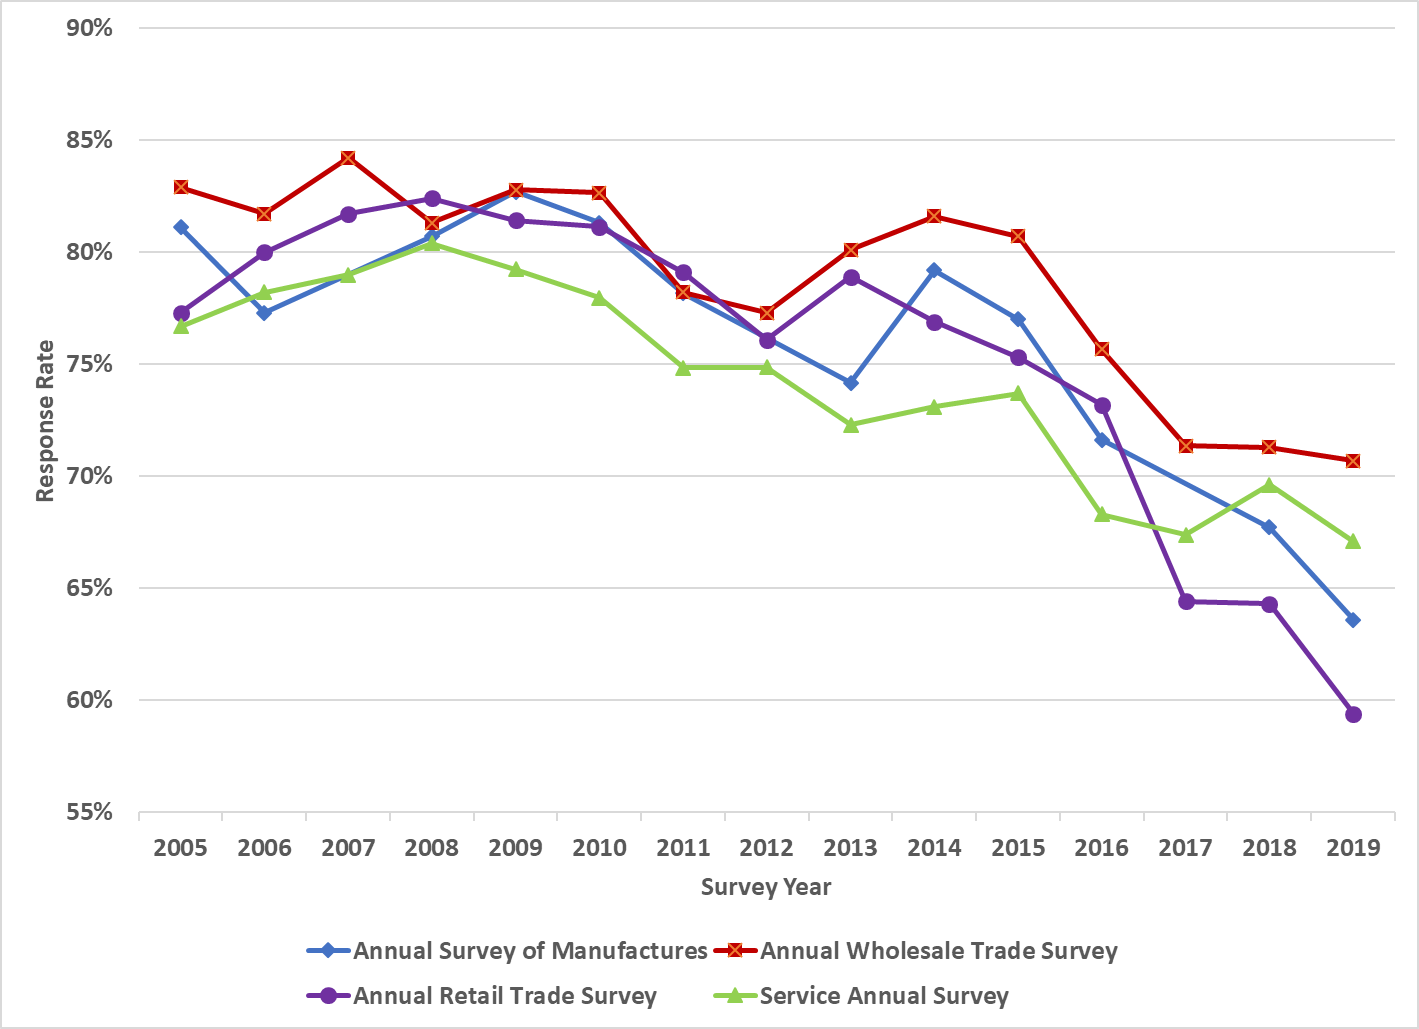 90%
85%
80%
75%
70%
65%
60%
55%
Response Rate
2005 2006 2007 2008 2009 2010 2011 2012 2013 2014 2015 2016 2017 2018 2019
Survey Year
Annual Survey of Manufactures Annual Wholesale Trade Survey
Annual Retail Trade Survey Service Annual Survey